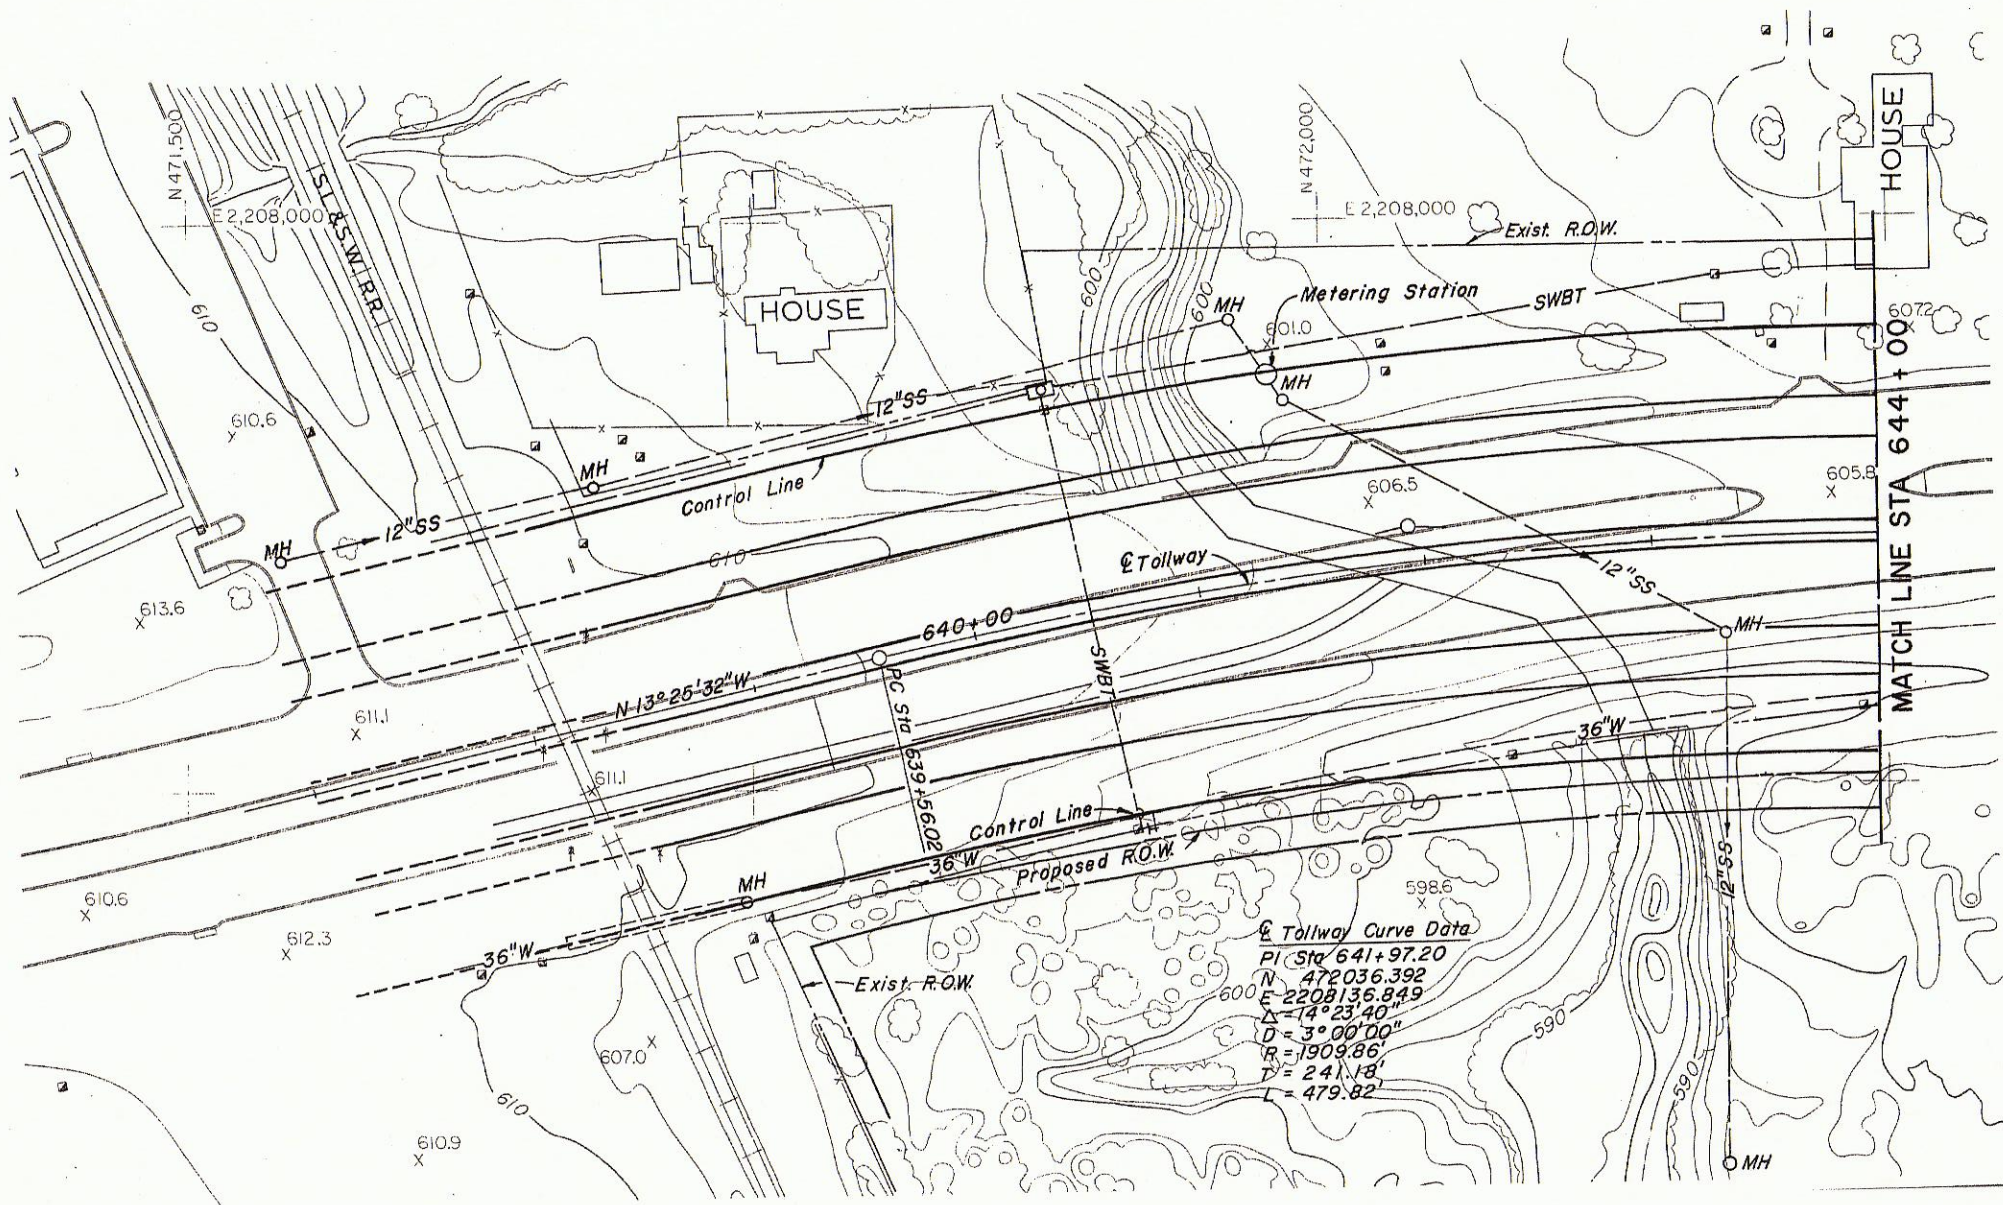 N 471,500
E 2,208,000
ST. L & S.W. R.R.
610
HOUSE
600
600
N 472,000
E 2,208,000
Exist. R.O.W.
HOUSE
MH
Metering Station
SWBT
601.0
607.2
MH
12"SS
610.6
MH
Control Line
12"SS
MH
606.5
605.8
610
℄ Tollway
12"SS
613.6
640+00
MH
MATCH LINE STA 644+00
N 13°25'32"W
SWBT
PC Sta 639+56.02
611.1
611.1
36"W
Control Line
36"W
Proposed R.O.W.
MH
12"SS
598.6
610.6
612.3
36"W
Exist. R.O.W.
600
℄ Tollway Curve Data
PI Sta 641+97.20
N 472036.392
E 2208136.849
△ = 14°23'40"
D = 3°00'00"
R = 1909.86'
T = 241.18'
L = 479.82'
590
590
607.0
610
610.9
MH